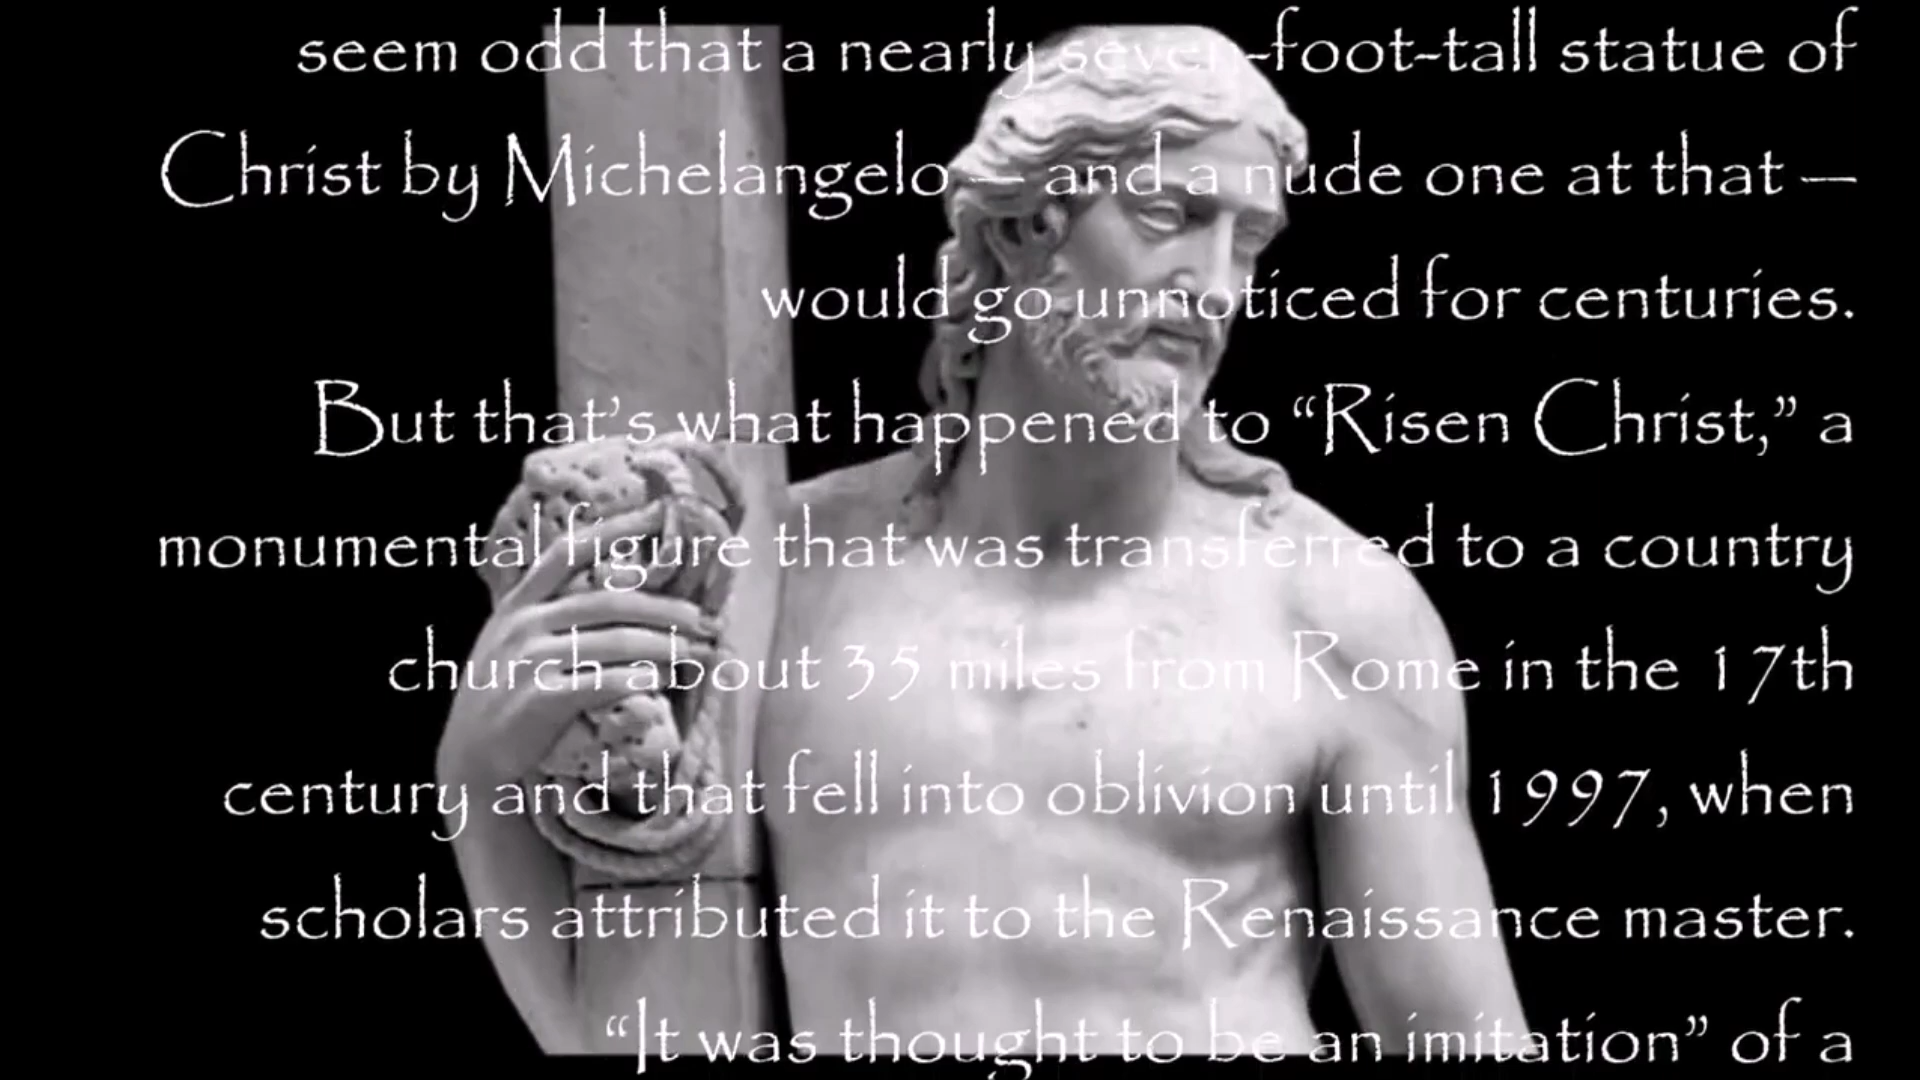 seem odd that a nearly seven-foot-tall statue of
Christ by Michelangelo — and a nude one at that —
would go unnoticed for centuries.
But that’s what happened to “Risen Christ,” a
monumental figure that was transferred to a country
church about 35 miles from Rome in the 17th
century and that fell into oblivion until 1997, when
scholars attributed it to the Renaissance master.
“It was thought to be an imitation” of a